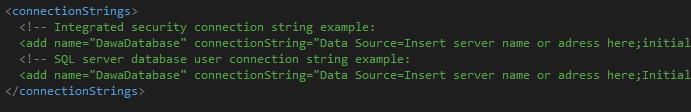 <connectionStrings>
<!-- Integrated security connection string example:
<add name="DawaDatabase" connectionString="Data Source=Insert server name or adress here;initial
<!-- SQL server database user connection string example:
<add name="DawaDatabase" connectionString="Data Source=Insert server name or adress here;Initial
</connectionStrings>